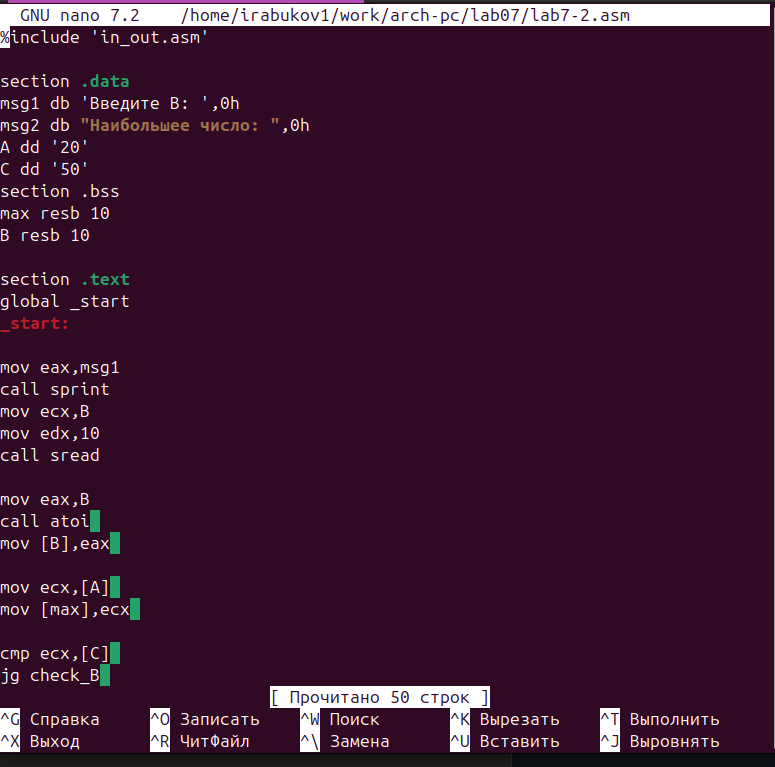 GNU nano 7.2 /home/irabukov1/work/arch-pc/lab07/lab7-2.asm
%include 'in_out.asm'
section .data
msg1 db 'Введите B: ',0h
msg2 db "Наибольшее число: ",0h
A dd '20'
C dd '50'
section .bss
max resb 10
B resb 10
section .text
global _start
_start:
mov eax,msg1
call sprint
mov ecx,B
mov edx,10
call sread
mov eax,B
call atoi
mov [B],eax
mov ecx,[A]
mov [max],ecx
cmp ecx,[C]
jg check_B
[ Прочитано 50 строк ]
^G Справка ^O Записать ^W Поиск ^K Вырезать ^T Выполнить
^X Выход ^R ЧитФайл ^\ Замена ^U Вставить ^J Выровнять